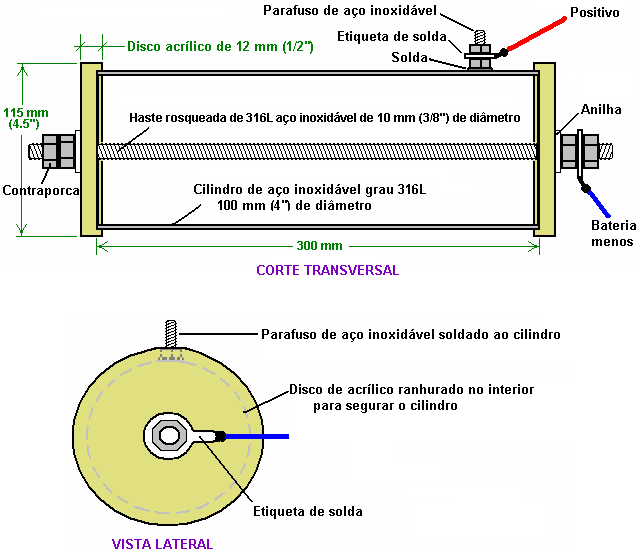 Parafuso de aço inoxidável
Positivo
Etiqueta de solda
Disco acrílico de 12 mm (1/2")
Solda
115 mm
(4.5")
Haste rosqueada de 316L aço inoxidável de 10 mm (3/8") de diâmetro
Anilha
Contraporca
Cilindro de aço inoxidável grau 316L
100 mm (4") de diâmetro
Bateria
menos
300 mm
CORTE TRANSVERSAL
Parafuso de aço inoxidável soldado ao cilindro
Disco de acrílico ranhurado no interior
para segurar o cilindro
Etiqueta de solda
VISTA LATERAL